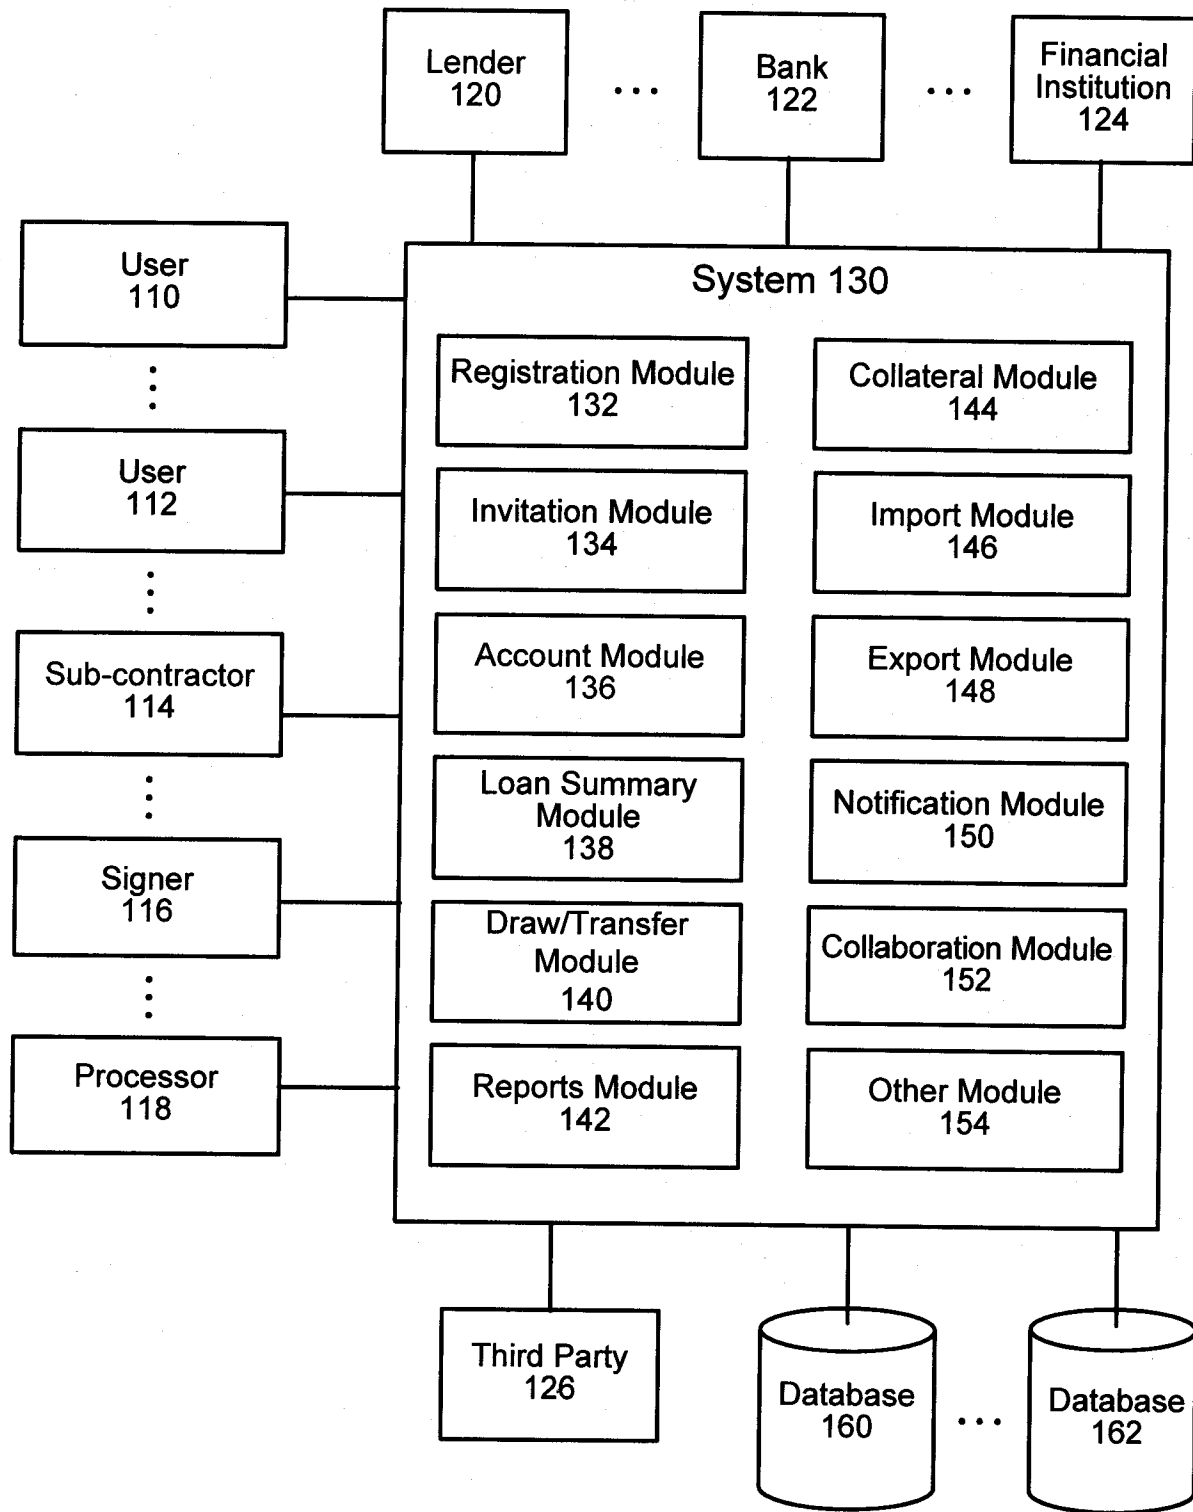 Lender
120
...
Bank
122
...
Financial
Institution
124
User
110
User
112
Sub-contractor
114
Signer
116
Processor
118
System 130
Registration Module
132
Collateral Module
144
Invitation Module
134
Import Module
146
Account Module
136
Export Module
148
Loan Summary
Module
138
Notification Module
150
Draw/Transfer
Module
140
Collaboration Module
152
Reports Module
142
Other Module
154
Third Party
126
Database
160
...
Database
162